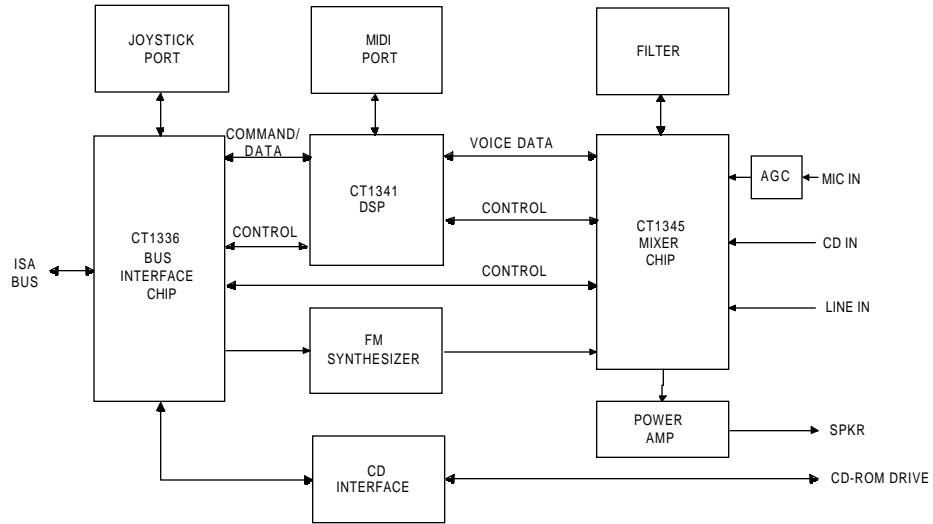 JOYSTICK
PORT
MIDI
PORT
FILTER
COMMAND/
DATA
VOICE DATA
AGC
MIC IN
CT1341
DSP
CONTROL
CT1336
BUS
INTERFACE
CHIP
CONTROL
CT1345
MIXER
CHIP
CD IN
ISA
BUS
CONTROL
LINE IN
FM
SYNTHESIZER
POWER
AMP
SPKR
CD
INTERFACE
CD-ROM DRIVE